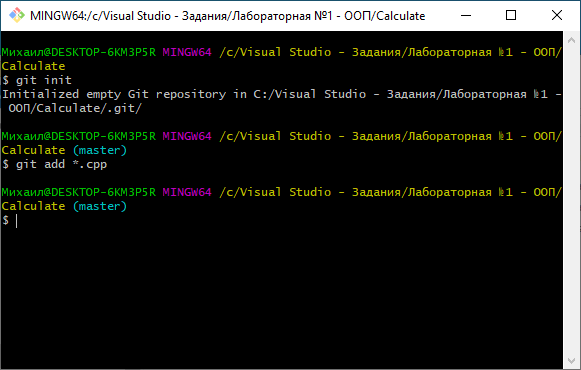 MINGW64:/c/Visual Studio - Задания/Лабораторная №1 - ООП/Calculate
Михаил@DESKTOP-6KM3P5R MINGW64 /c/Visual Studio - Задания/Лабораторная №1 - ООП/
Calculate
$ git init
Initialized empty Git repository in C:/Visual Studio - Задания/Лабораторная №1 -
ООП/Calculate/.git/
Михаил@DESKTOP-6KM3P5R MINGW64 /c/Visual Studio - Задания/Лабораторная №1 - ООП/
Calculate (master)
$ git add *.cpp
Михаил@DESKTOP-6KM3P5R MINGW64 /c/Visual Studio - Задания/Лабораторная №1 - ООП/
Calculate (master)
$